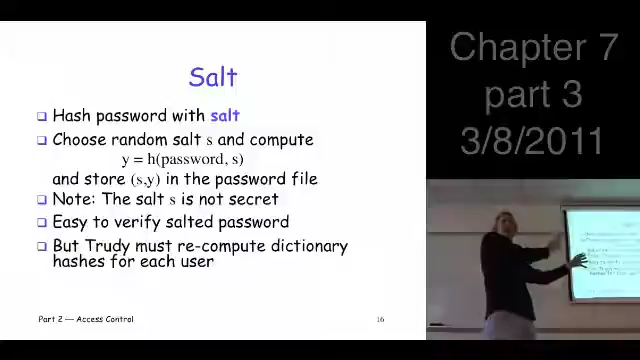 Salt
Hash password with salt
Choose random salt s and compute
y = h(password, s)
and store (s,y) in the password file
Note: The salt s is not secret
Easy to verify salted password
But Trudy must re-compute dictionary
hashes for each user
Part 2 — Access Control
16
Chapter 7
part 3
3/8/2011